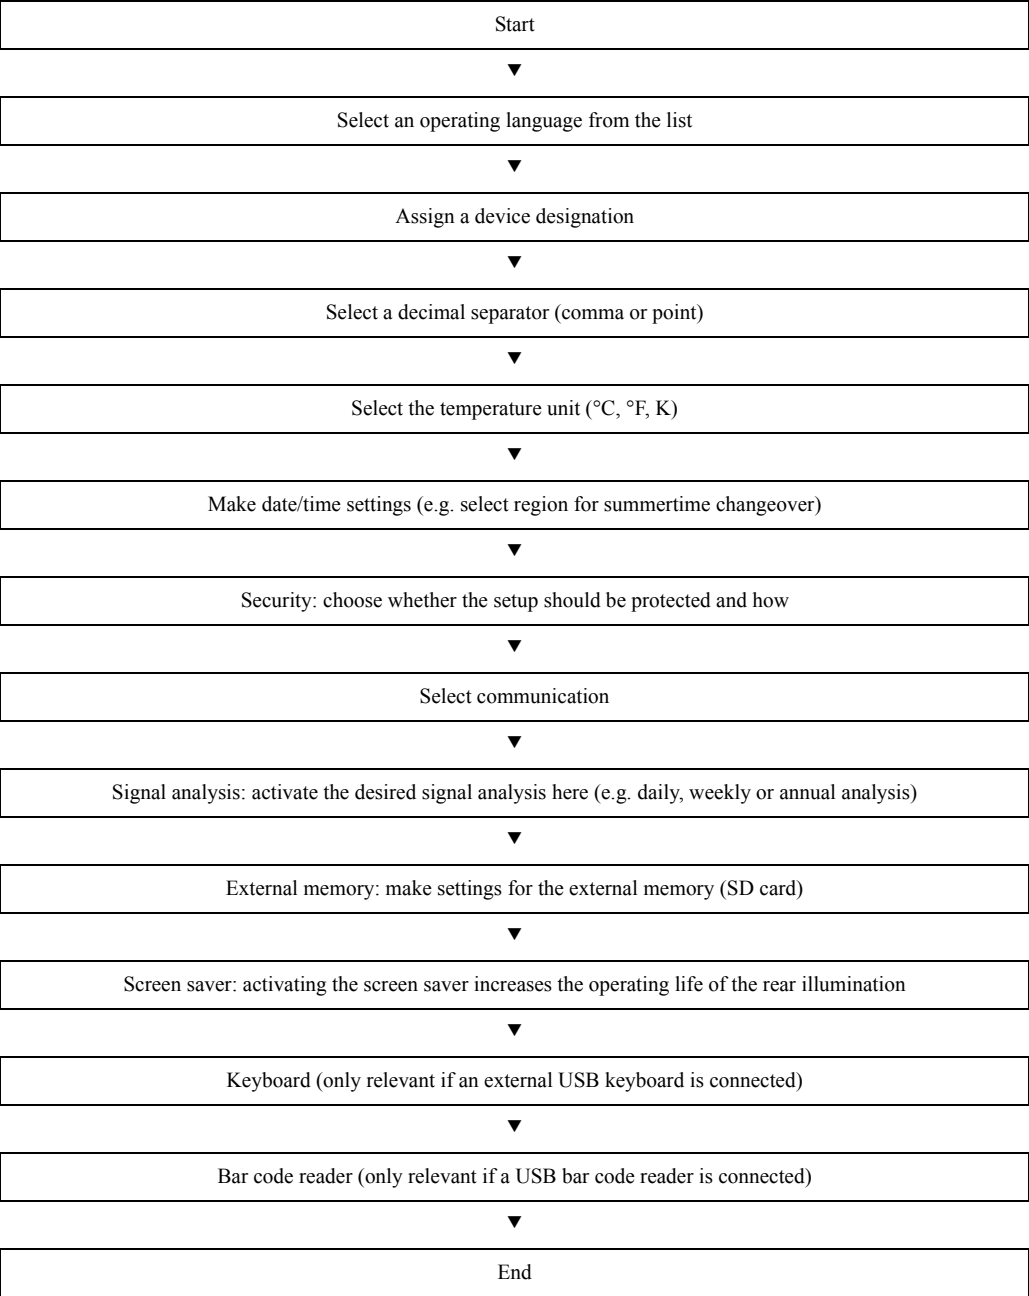 Start
▼
Select an operating language from the list
▼
Assign a device designation
▼
Select a decimal separator (comma or point)
▼
Select the temperature unit (°C, °F, K)
▼
Make date/time settings (e.g. select region for summertime changeover)
▼
Security: choose whether the setup should be protected and how
▼
Select communication
▼
Signal analysis: activate the desired signal analysis here (e.g. daily, weekly or annual analysis)
▼
External memory: make settings for the external memory (SD card)
▼
Screen saver: activating the screen saver increases the operating life of the rear illumination
▼
Keyboard (only relevant if an external USB keyboard is connected)
▼
Bar code reader (only relevant if a USB bar code reader is connected)
▼
End